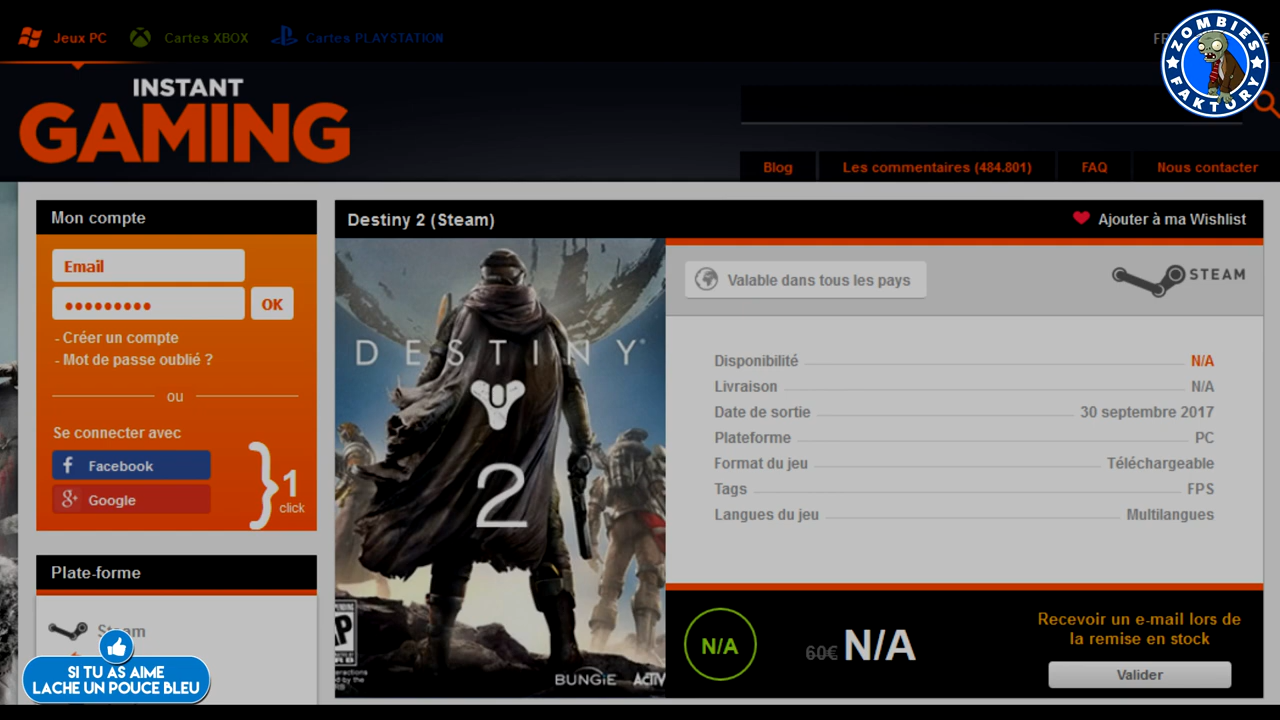 Jeux PC
Cartes XBOX
Cartes PLAYSTATION
€
ZOMBIES
FAKTURY
INSTANT
GAMING
Blog
Les commentaires (484.801)
FAQ
Nous contacter
Mon compte
Email
OK
- Créer un compte
- Mot de passe oublié ?
ou
Se connecter avec
Facebook
Google
1
click
Plate-forme
Steam
SI TU AS AIME
LACHE UN POUCE BLEU
Destiny 2 (Steam)
Ajouter à ma Wishlist
DESTINY
2
BUNGIE
Valable dans tous les pays
STEAM
Disponibilité N/A
Livraison N/A
Date de sortie 30 septembre 2017
Plateforme PC
Format du jeu Téléchargeable
Tags FPS
Langues du jeu Multilangues
N/A
60€ N/A
Recevoir un e-mail lors de
la remise en stock
Valider